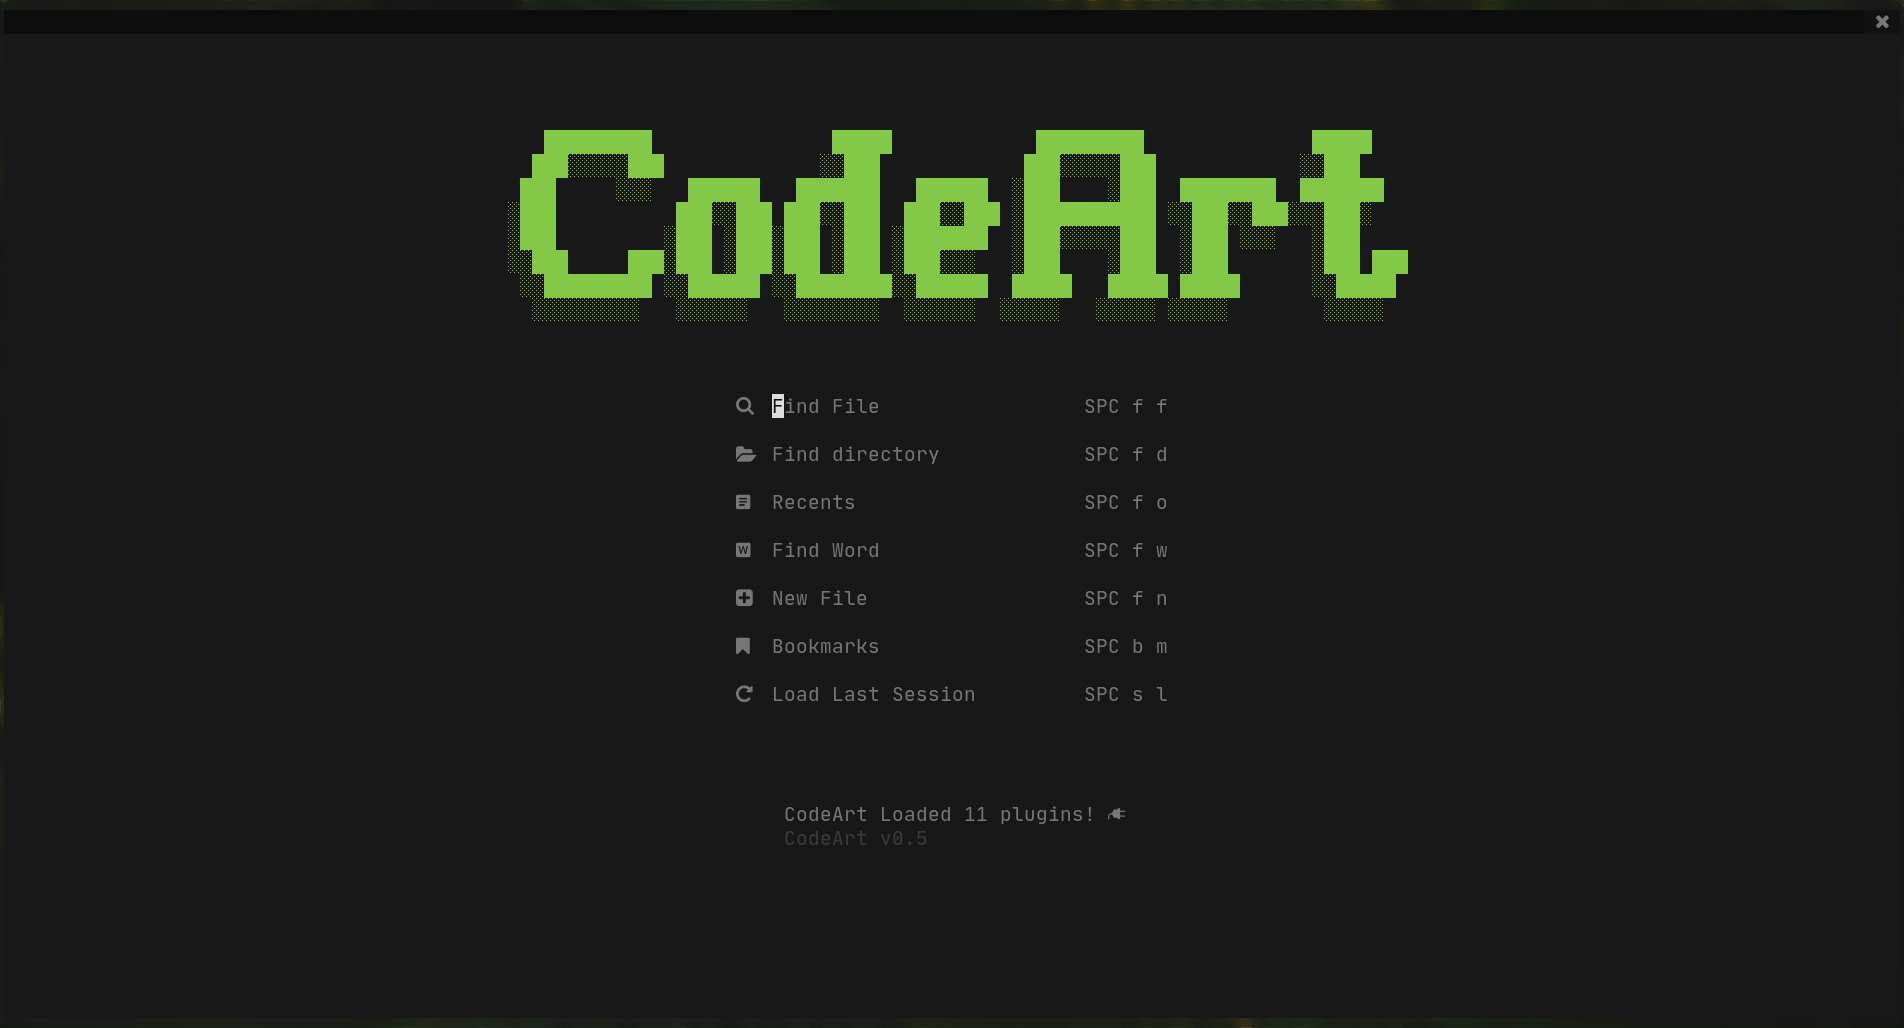 CodeArt
Find File SPC f f
Find directory SPC f d
Recents SPC f o
Find Word SPC f w
New File SPC f n
Bookmarks SPC b m
Load Last Session SPC s l
CodeArt Loaded 11 plugins!
CodeArt v0.5